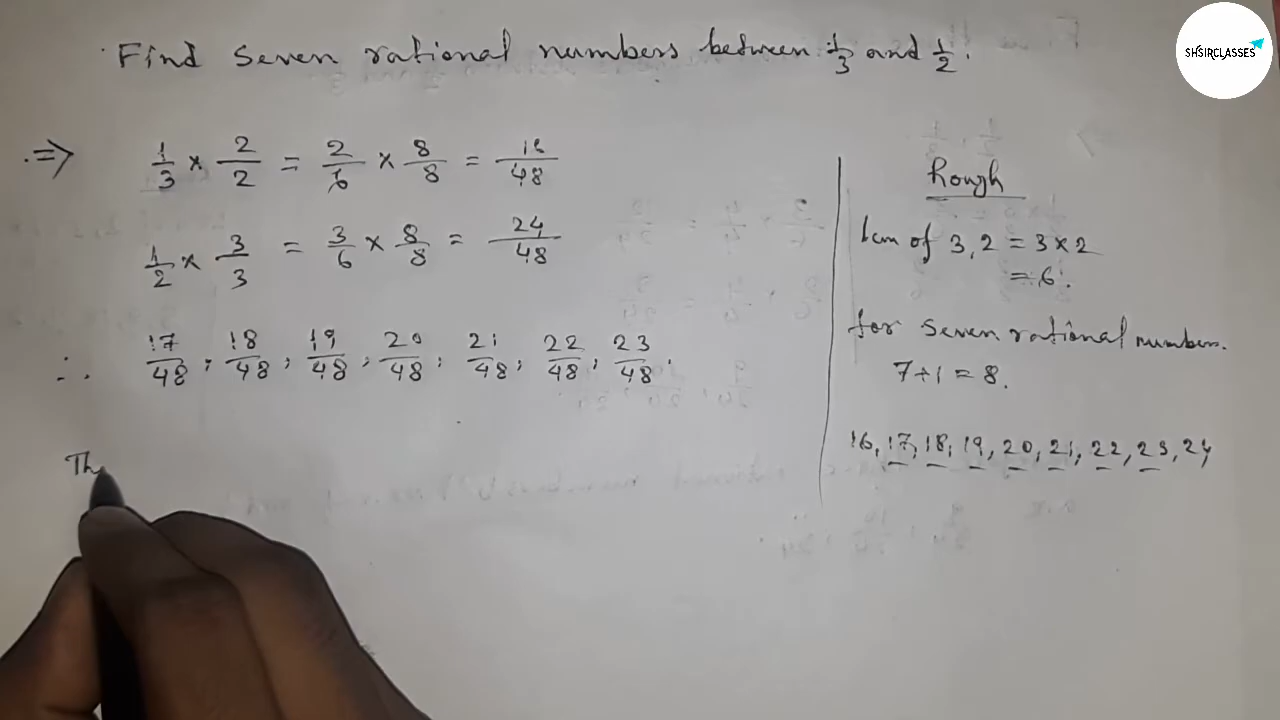 Find seven rational numbers between 1/3 and 1/2.
SHSIRCLASSES
⇒ 1/3 × 2/2 = 2/6 × 8/8 = 16/48
1/2 × 3/3 = 3/6 × 8/8 = 24/48
∴ 17/48, 18/48, 19/48, 20/48, 21/48, 22/48, 23/48.
Th
Rough
lcm of 3, 2 = 3 × 2
= 6.
for seven rational numbers.
7+1 = 8.
16, 17, 18, 19, 20, 21, 22, 23, 24